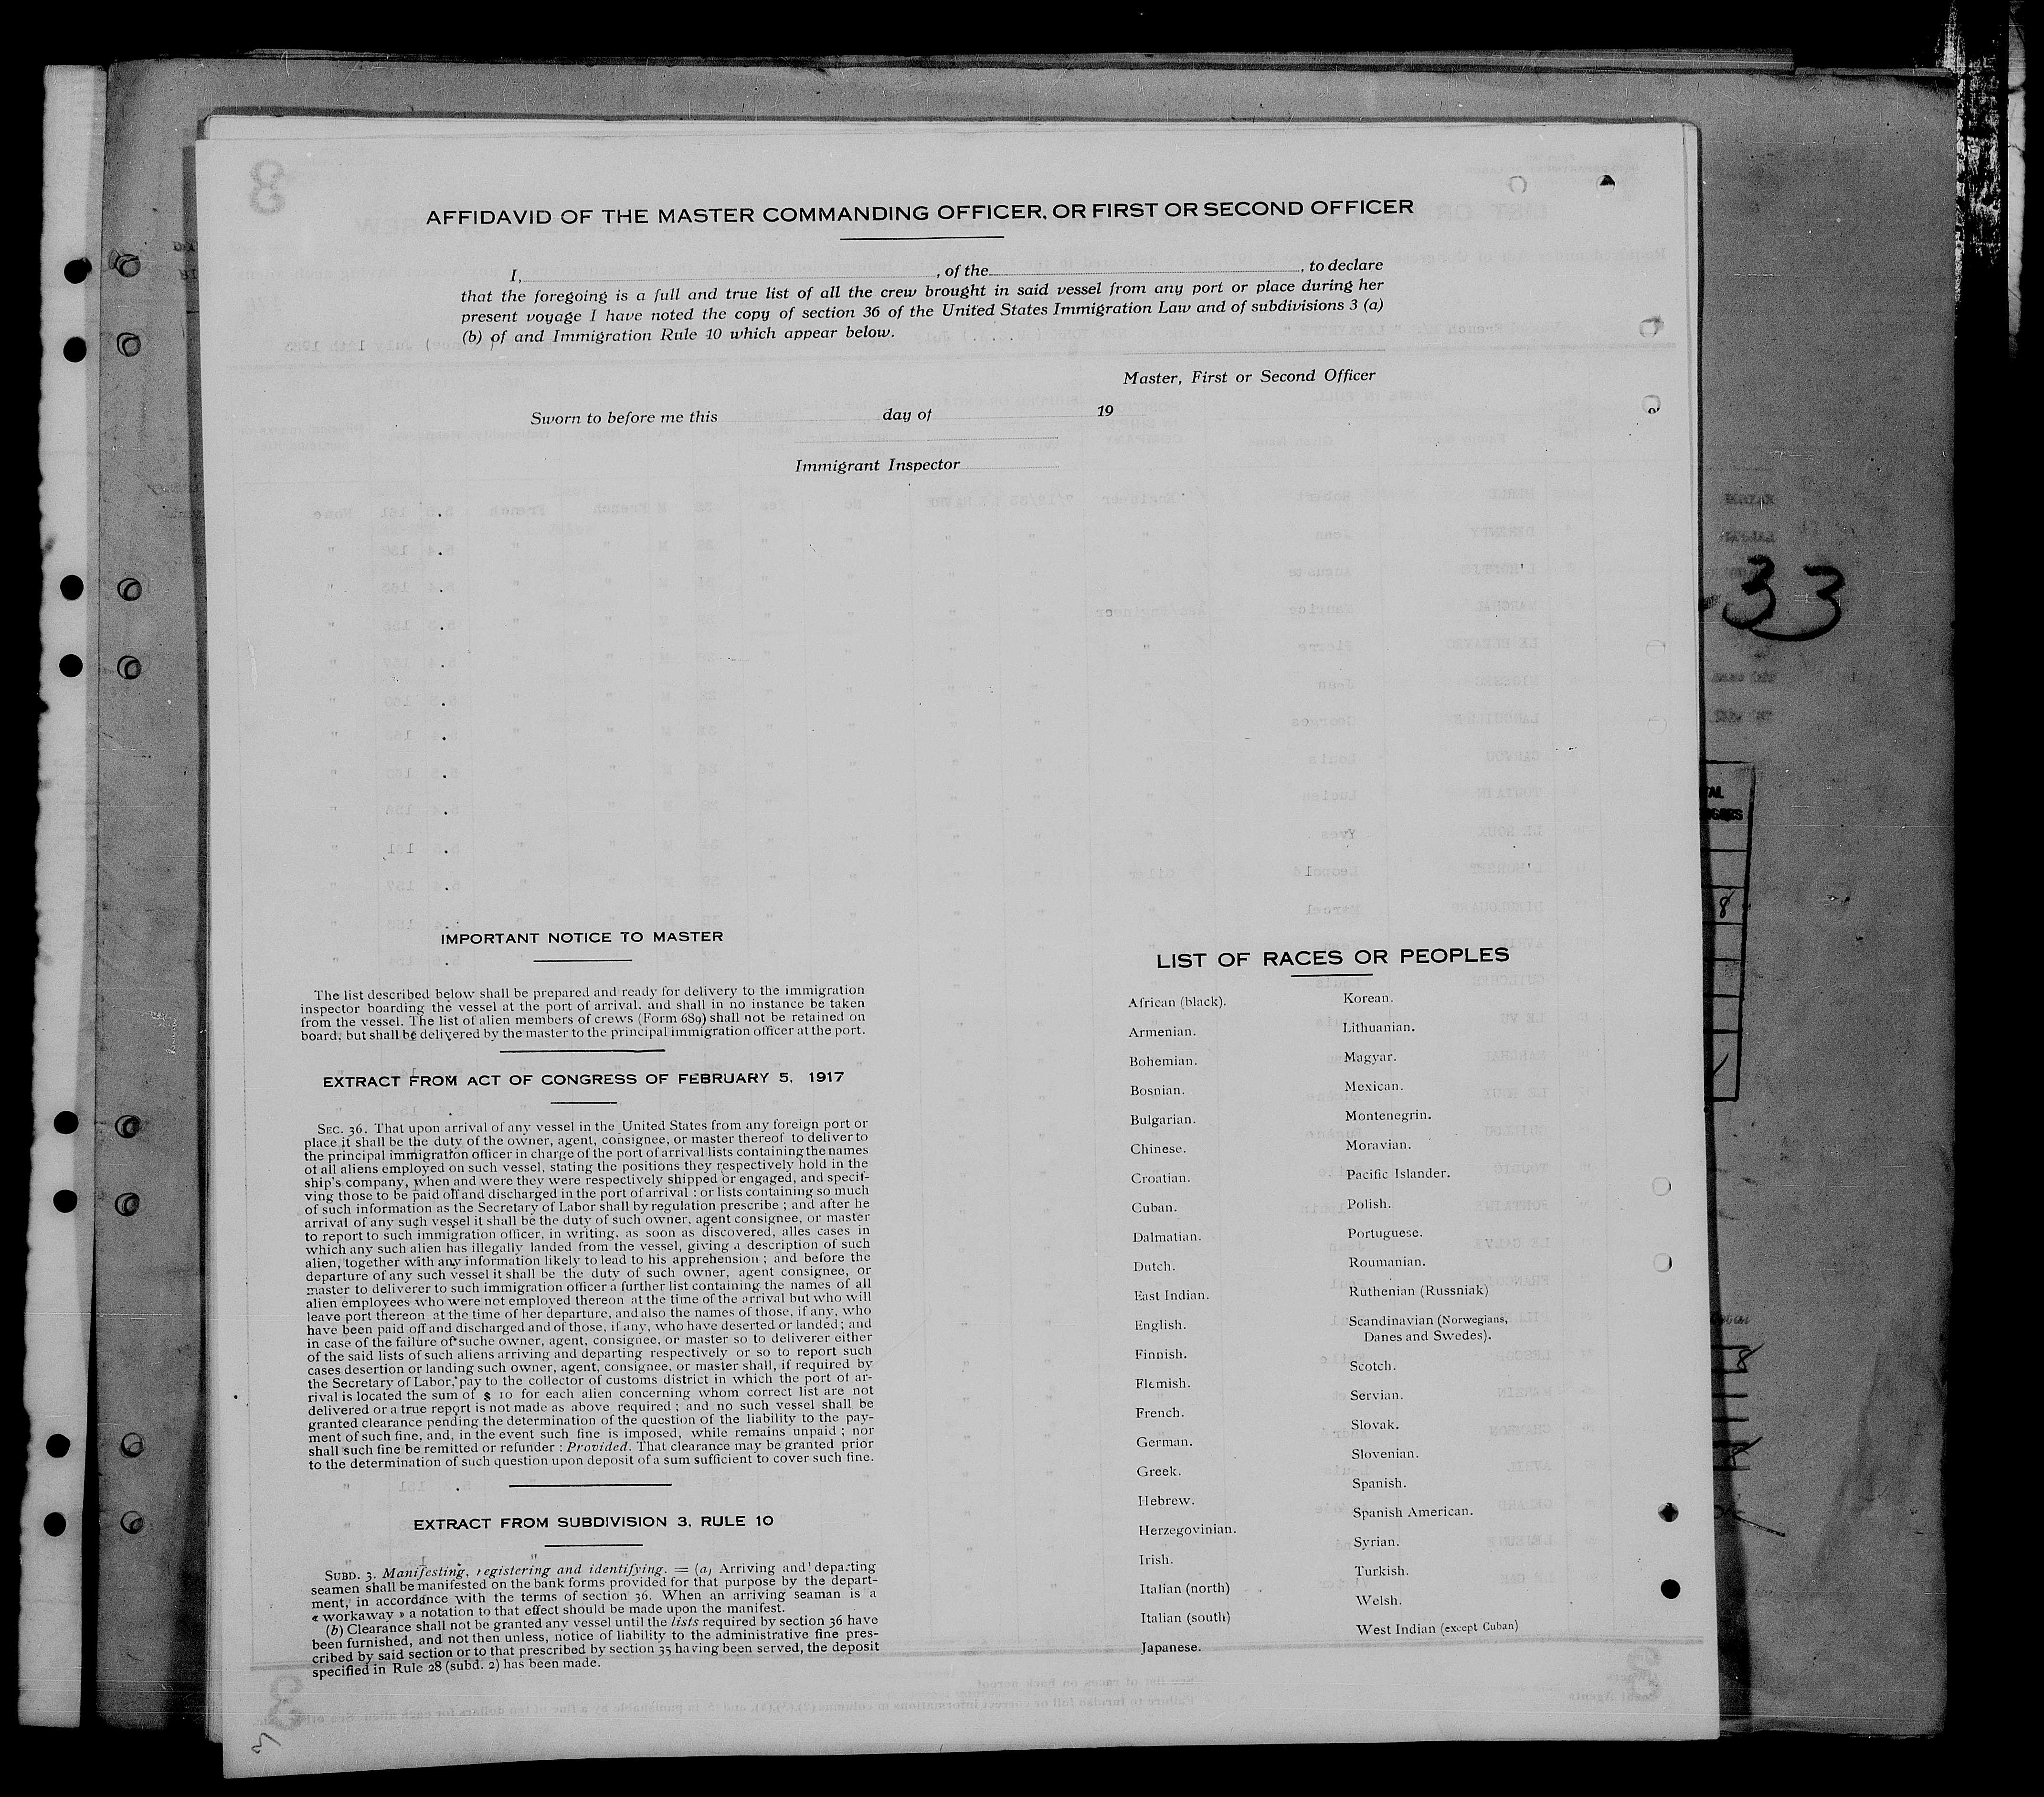 AFFIDAVID OF THE MASTER COMMANDING OFFICER, OR FIRST OR SECOND OFFICER
I, , of the , to declare
that the foregoing is a full and true list of all the crew brought in said vessel from any port or place during her
present voyage I have noted the copy of section 36 of the United States Immigration Law and of subdivisions 3 (a)
(b) of and Immigration Rule 10 which appear below.
Master, First or Second Officer
Sworn to before me this day of 19
Immigrant Inspector
33
IMPORTANT NOTICE TO MASTER
The list described below shall be prepared and ready for delivery to the immigration
inspector boarding the vessel at the port of arrival, and shall in no instance be taken
from the vessel. The list of alien members of crews (Form 689) shall not be retained on
board; but shall be delivered by the master to the principal immigration officer at the port.
EXTRACT FROM ACT OF CONGRESS OF FEBRUARY 5, 1917
SEC. 36. That upon arrival of any vessel in the United States from any foreign port or
place it shall be the duty of the owner, agent, consignee, or master thereof to deliver to
the principal immigration officer in charge of the port of arrival lists containing the names
of all aliens employed on such vessel, stating the positions they respectively hold in the
ship's company, when and were they were respectively shipped or engaged, and specif-
ving those to be paid off and discharged in the port of arrival : or lists containing so much
of such information as the Secretary of Labor shall by regulation prescribe ; and after he
arrival of any such vessel it shall be the duty of such owner, agent consignee, or master
to report to such immigration officer, in writing, as soon as discovered, alles cases in
which any such alien has illegally landed from the vessel, giving a description of such
alien, together with any information likely to lead to his apprehension ; and before the
departure of any such vessel it shall be the duty of such owner, agent consignee, or
master to deliverer to such immigration officer a further list containing the names of all
alien employees who were not employed thereon at the time of the arrival but who will
leave port thereon at the time of her departure, and also the names of those, if any, who
have been paid off and discharged and of those, if any, who have deserted or landed ; and
in case of the failure of suche owner, agent, consignee, or master so to deliverer either
of the said lists of such aliens arriving and departing respectively or so to report such
cases desertion or landing such owner, agent, consignee, or master shall, if required by
the Secretary of Labor, pay to the collector of customs district in which the port of ar-
rival is located the sum of $ 10 for each alien concerning whom correct list are not
delivered or a true report is not made as above required ; and no such vessel shall be
granted clearance pending the determination of the question of the liability to the pay-
ment of such fine, and, in the event such fine is imposed, while remains unpaid ; nor
shall such fine be remitted or refunder : Provided. That clearance may be granted prior
to the determination of such question upon deposit of a sum sufficient to cover such fine.
EXTRACT FROM SUBDIVISION 3, RULE 10
SUBD. 3. Manifesting, registering and identifying. = (a) Arriving and departing
seamen shall be manifested on the bank forms provided for that purpose by the depart-
ment, in accordance with the terms of section 36. When an arriving seaman is a
« workaway » a notation to that effect should be made upon the manifest.
(b) Clearance shall not be granted any vessel until the lists required by section 36 have
been furnished, and not then unless, notice of liability to the administrative fine pres-
cribed by said section or to that prescribed by section 35 having been served, the deposit
specified in Rule 28 (subd. 2) has been made.
LIST OF RACES OR PEOPLES
African (black).
Armenian.
Bohemian.
Bosnian.
Bulgarian.
Chinese.
Croatian.
Cuban.
Dalmatian.
Dutch.
East Indian.
English.
Finnish.
Flemish.
French.
German.
Greek.
Hebrew.
Herzegovinian.
Irish.
Italian (north)
Italian (south)
Japanese.
Korean.
Lithuanian.
Magyar.
Mexican.
Montenegrin.
Moravian.
Pacific Islander.
Polish.
Portuguese.
Roumanian.
Ruthenian (Russniak)
Scandinavian (Norwegians,
Danes and Swedes).
Scotch.
Servian.
Slovak.
Slovenian.
Spanish.
Spanish American.
Syrian.
Turkish.
Welsh.
West Indian (except Cuban)